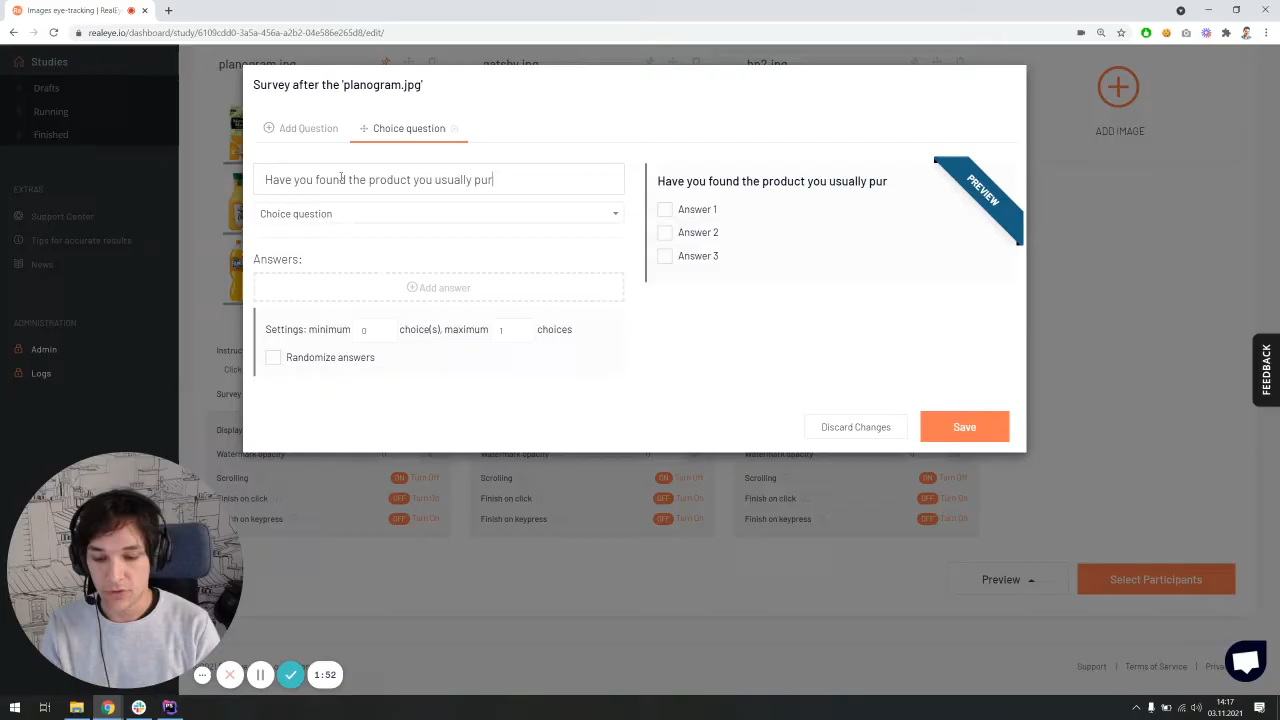 Images eye-tracking | RealEy
realeye.io/dashboard/study/6109cdd0-3a5a-456a-a2b2-04e586e265d8/edit/
Studies
Drafts
Running
Finished
EXTRAS
Support Center
Tips for accurate results
News
ADMINISTRATION
Admin
Logs
planogram.jpg
gatsby.jpg
bp2.jpg
ADD IMAGE
Survey after the 'planogram.jpg'
Add Question
Choice question
Have you found the product you usually pur
Choice question
Answers:
Add answer
Settings: minimum 0 choice(s), maximum 1 choices
Randomize answers
Have you found the product you usually pur
Answer 1
Answer 2
Answer 3
PREVIEW
Discard Changes
Save
FEEDBACK
Instruc
Click
Survey
Display
Watermark opacity 0
Watermark opacity 0
Watermark opacity 0
Scrolling ON Turn Off
Scrolling ON Turn Off
Scrolling ON Turn Off
Finish on click OFF Turn On
Finish on click OFF Turn On
Finish on click OFF Turn On
Finish on keypress OFF Turn On
Finish on keypress OFF Turn On
Finish on keypress OFF Turn On
Preview
Select Participants
Support
Terms of Service
Priva
1:52
14:17
03.11.2021